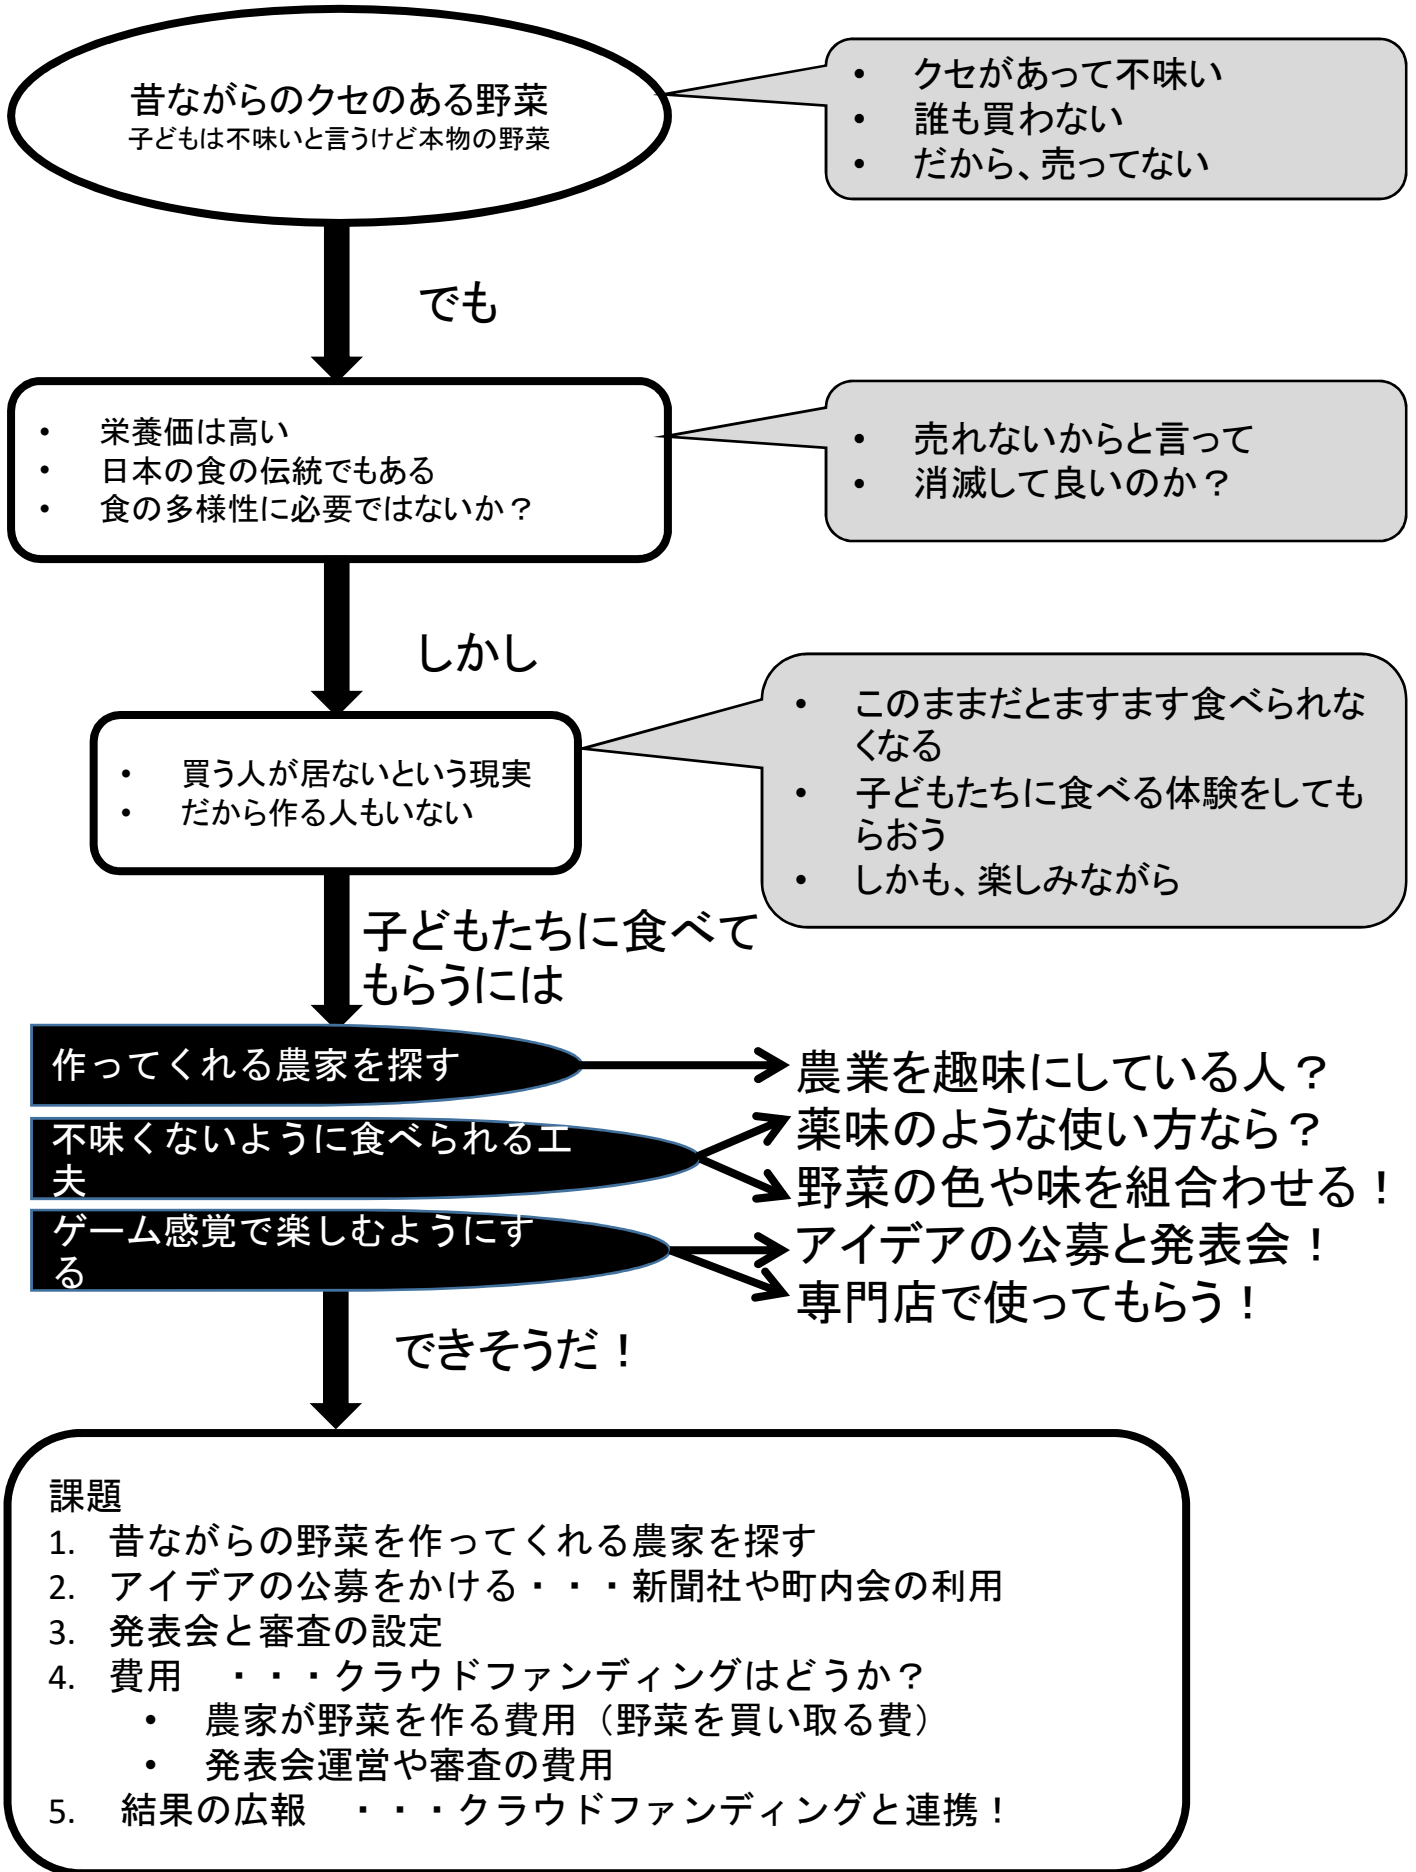 昔ながらのクセのある野菜
子どもは不味いと言うけど本物の野菜
• クセがあって不味い
• 誰も買わない
• だから、売ってない
でも
• 栄養価は高い
• 日本の食の伝統でもある
• 食の多様性に必要ではないか？
• 売れないからと言って
• 消滅して良いのか？
しかし
• 買う人が居ないという現実
• だから作る人もいない
• このままだとますます食べられな
くなる
• 子どもたちに食べる体験をしても
らおう
• しかも、楽しみながら
子どもたちに食べて
もらうには
作ってくれる農家を探す
農業を趣味にしている人？
不味くないように食べられる工
夫
薬味のような使い方なら？
野菜の色や味を組合わせる！
ゲーム感覚で楽しむようにす
る
アイデアの公募と発表会！
専門店で使ってもらう！
できそうだ！
課題
1. 昔ながらの野菜を作ってくれる農家を探す
2. アイデアの公募をかける・・・新聞社や町内会の利用
3. 発表会と審査の設定
4. 費用　・・・クラウドファンディングはどうか？
• 農家が野菜を作る費用（野菜を買い取る費）
• 発表会運営や審査の費用
5. 結果の広報　・・・クラウドファンディングと連携！